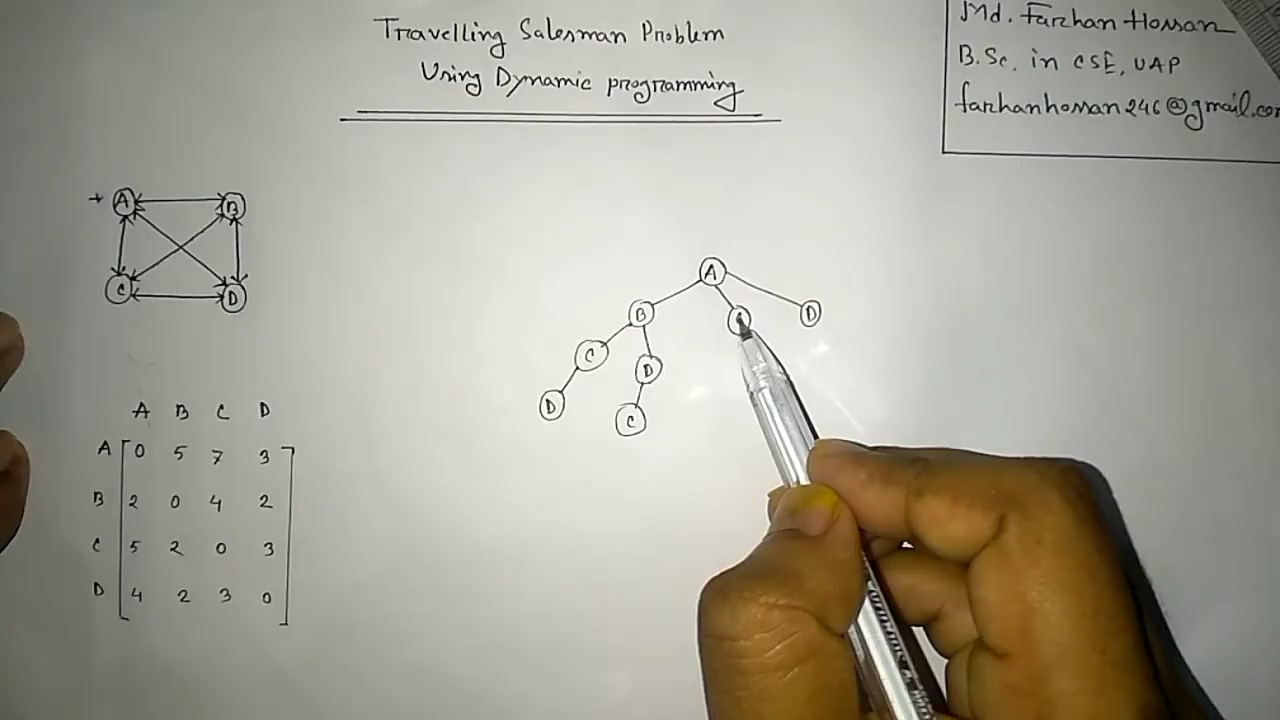 Travelling Salesman Problem
Using Dynamic programming
Md. Farhan Hossan
B.Sc. in CSE, UAP
farhanhossan246@gmail.co
A B
C D
A
B D
C D
D C
A B C D
A 0 5 7 3
B 2 0 4 2
C 5 2 0 3
D 4 2 3 0